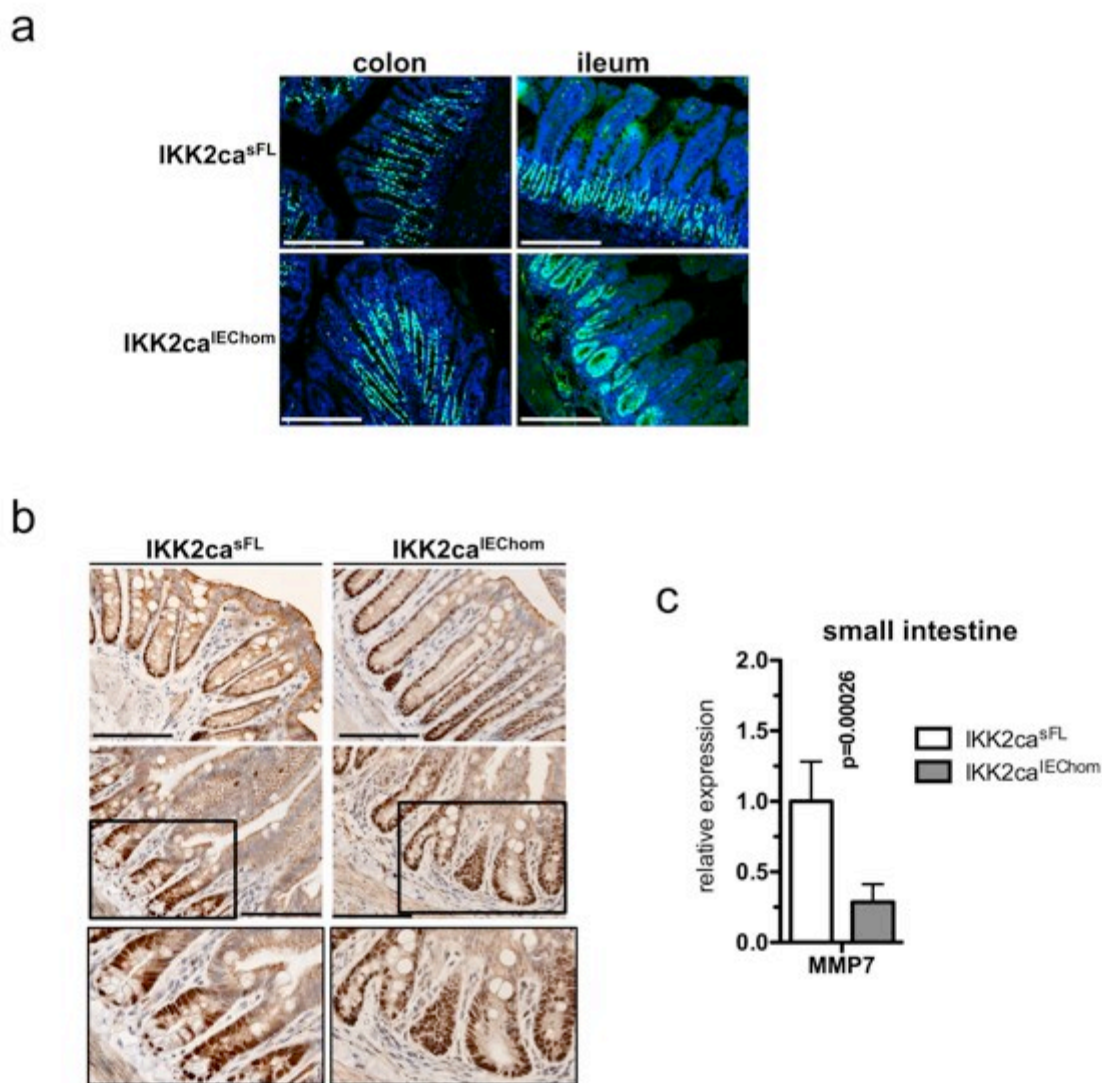 a
colon ileum
IKK2ca^sFL
IKK2ca^IEChom
b
IKK2ca^sFL IKK2ca^IEChom
c
small intestine
relative expression
2.0
1.5
1.0
0.5
0.0
p=0.00026
MMP7
IKK2ca^sFL
IKK2ca^IEChom